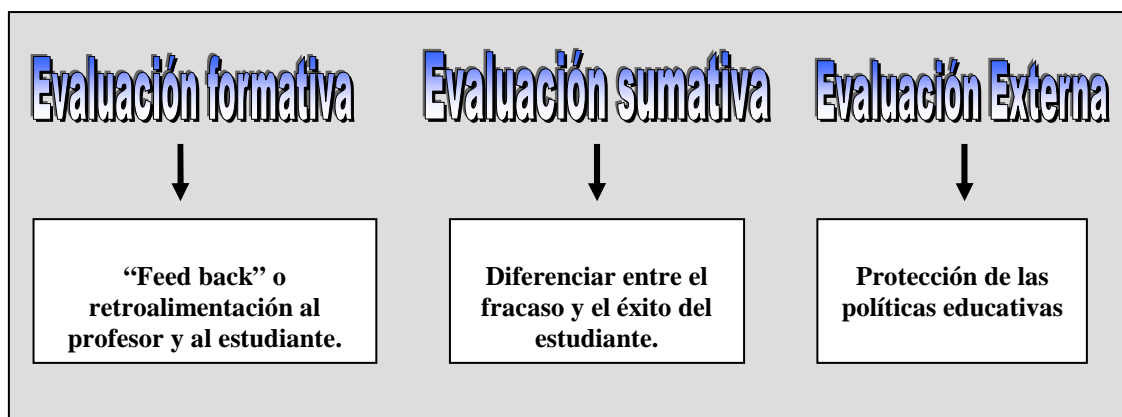 Evaluación formativa
Evaluación sumativa
Evaluación Externa
“Feed back” o
retroalimentación al
profesor y al estudiante.
Diferenciar entre el
fracaso y el éxito del
estudiante.
Protección de las
políticas educativas